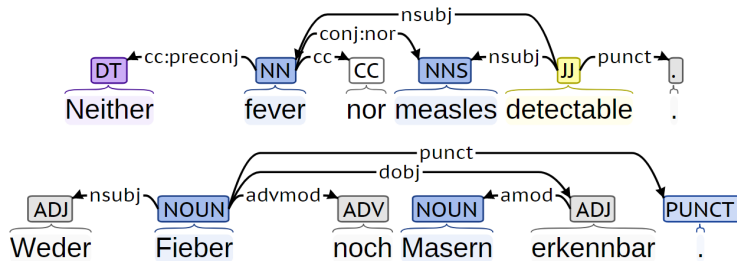 nsubj
conj:nor
cc:preconj cc nsubj punct
DT NN CC NNS JJ .
Neither fever nor measles detectable .
punct
dobj
nsubj advmod amod
ADJ NOUN ADV NOUN ADJ PUNCT
Weder Fieber noch Masern erkennbar .